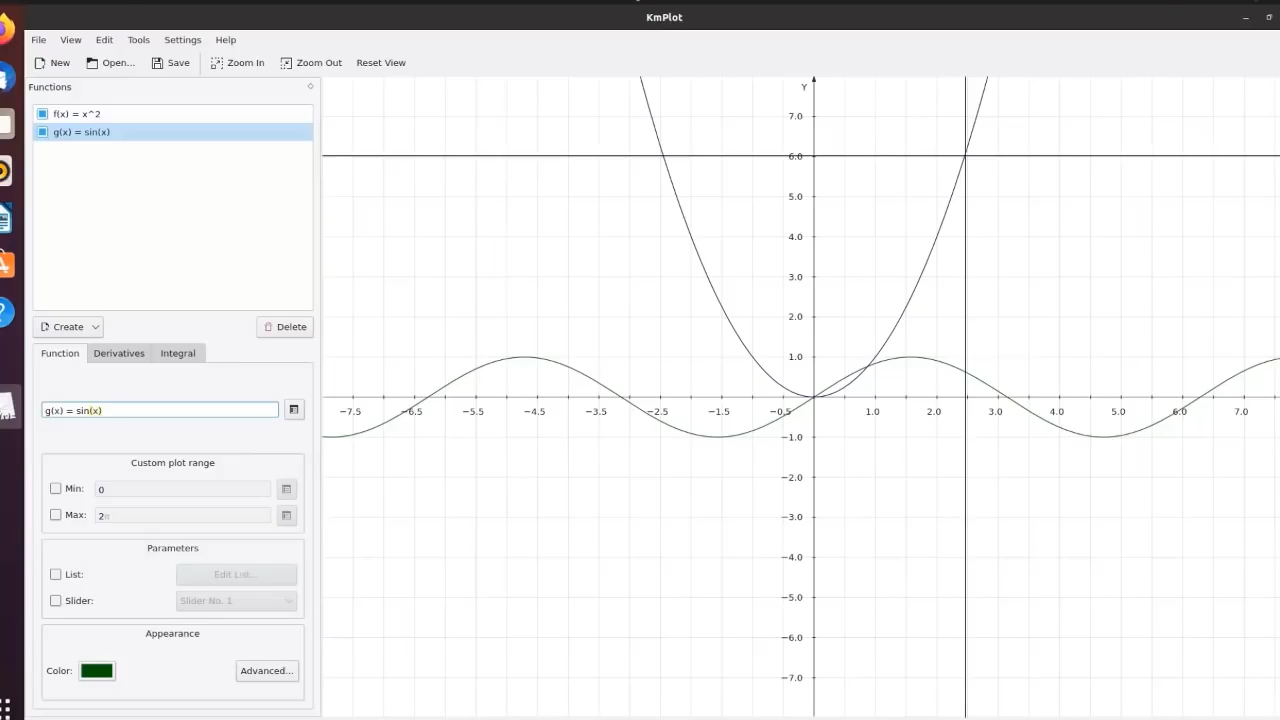 KmPlot
File View Edit Tools Settings Help
New Open... Save Zoom In Zoom Out Reset View
Functions
f(x) = x^2
g(x) = sin(x)
Create Delete
Function Derivatives Integral
g(x) = sin(x)
Custom plot range
Min: 0
Max: 2π
Parameters
List: Edit List...
Slider: Slider No. 1
Appearance
Color: Advanced...
Y
7.0
6.0
5.0
4.0
3.0
2.0
1.0
−7.5 −6.5 −5.5 −4.5 −3.5 −2.5 −1.5 −0.5 1.0 2.0 3.0 4.0 5.0 6.0 7.0
−1.0
−2.0
−3.0
−4.0
−5.0
−6.0
−7.0